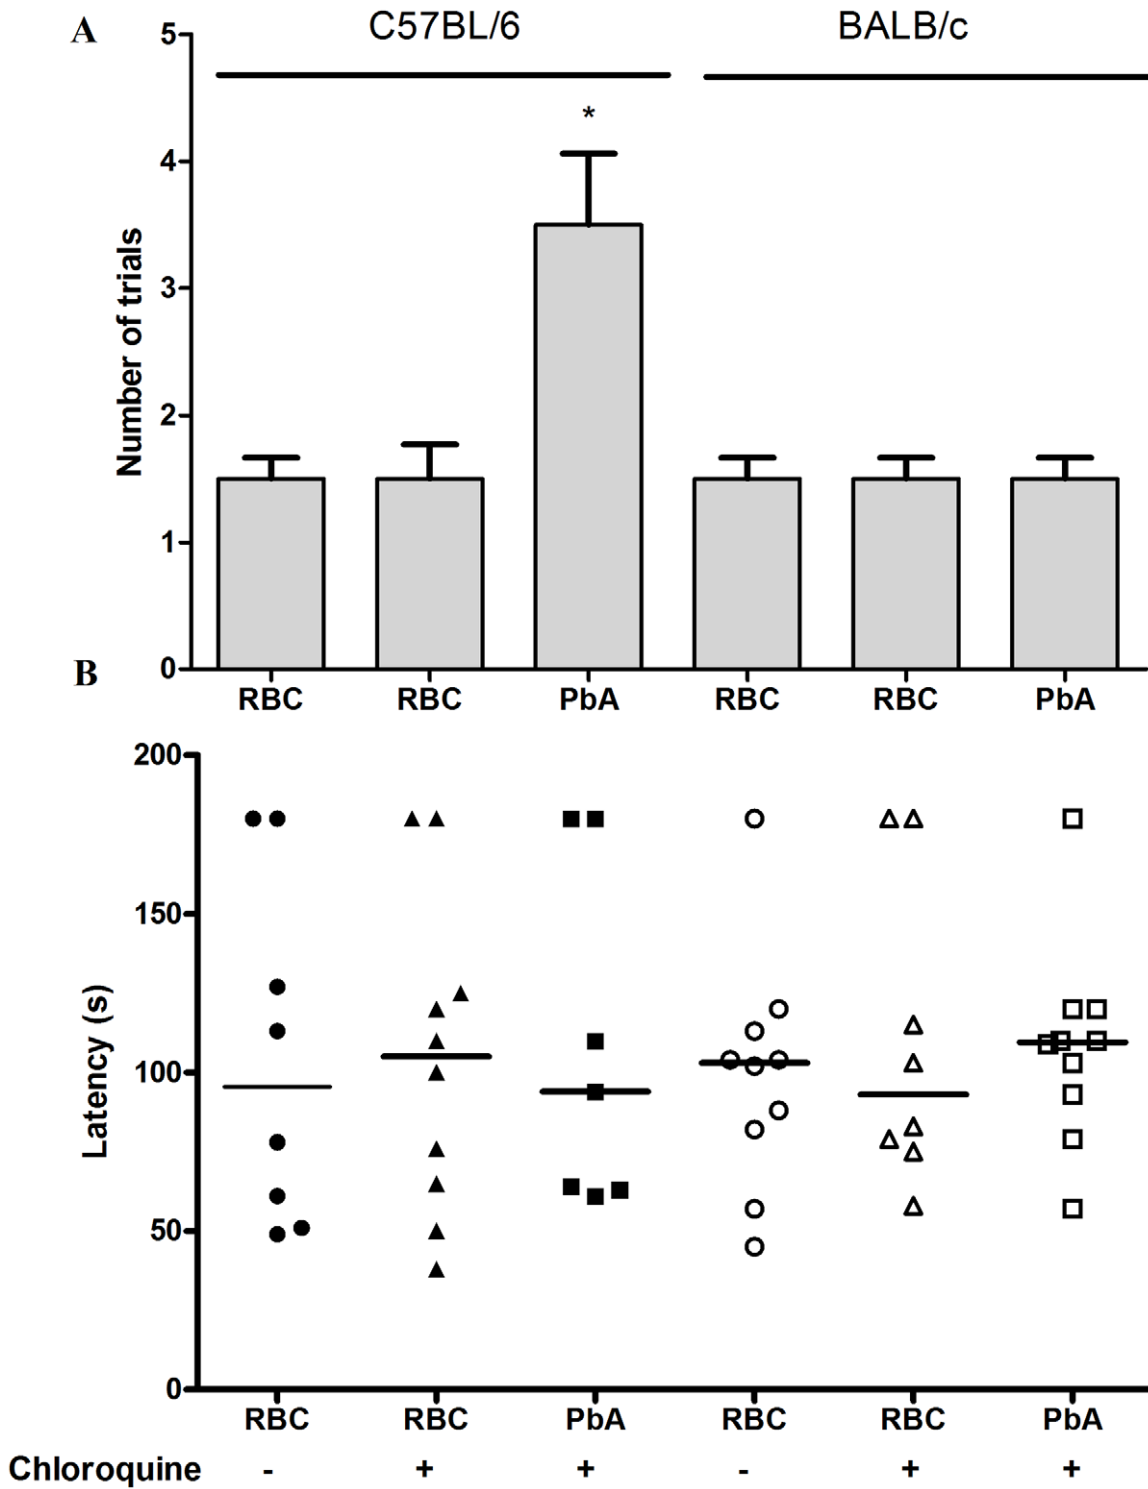 A
C57BL/6 BALB/c
5
*
4
3
2
1
0
Number of trials
RBC RBC PbA RBC RBC PbA
B
200
150
100
50
0
Latency (s)
RBC RBC PbA RBC RBC PbA
Chloroquine - + + - + +